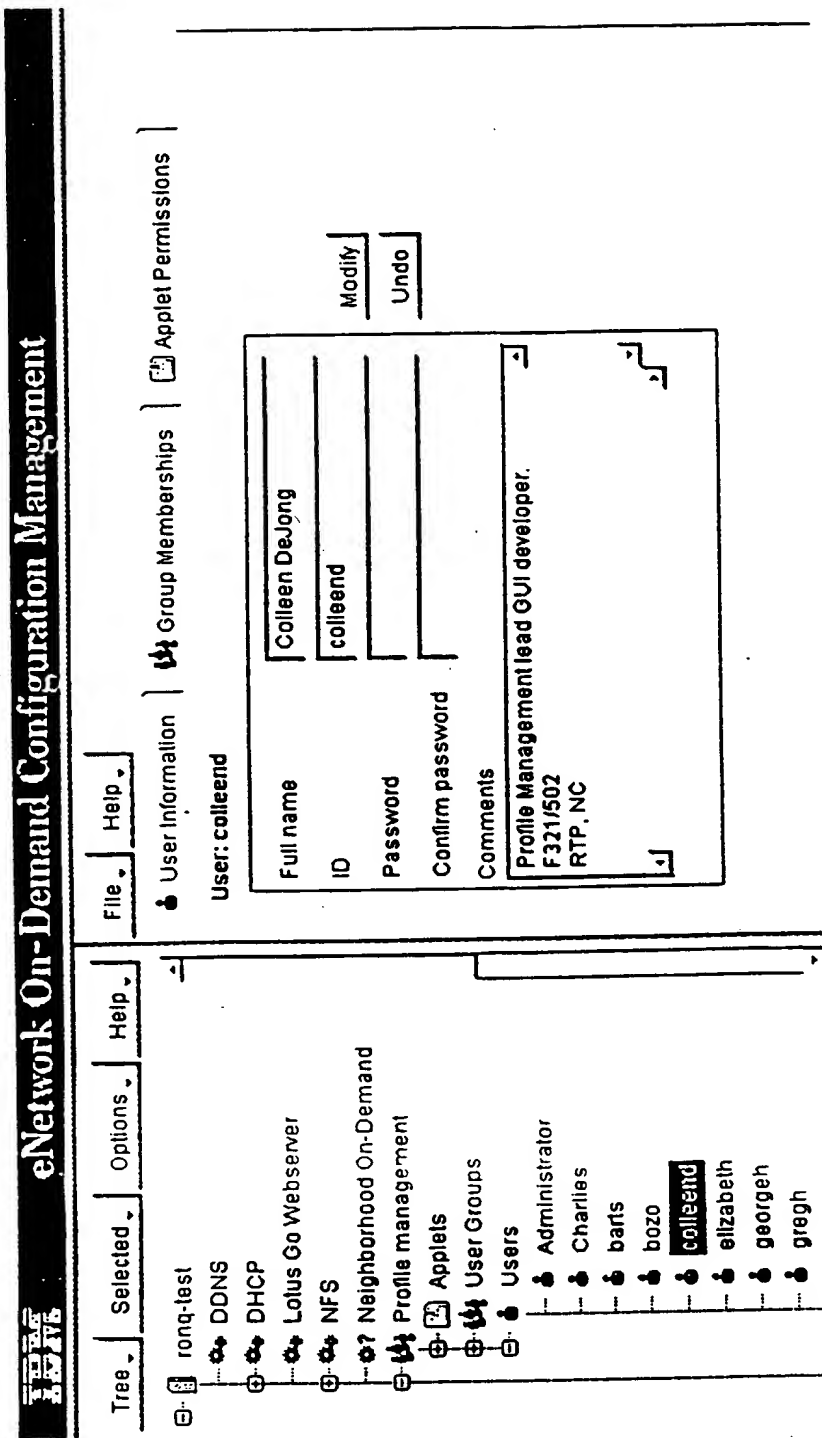 IBM eNetwork On-Demand Configuration Management
Tree Selected Options Help
rong-test
DDNS
DHCP
Lotus Go Webserver
NFS
Neighborhood On-Demand
Profile management
Applets
User Groups
Users
Administrator
Charlies
barts
bozo
colleend
elizabeth
georgeh
gregh
File Help
User Information Group Memberships Applet Permissions
User: colleend
Full name Colleen DeJong
ID colleend
Password
Confirm password
Comments
Profile Management lead GUI developer.
F321/502
RTP, NC
Modify
Undo